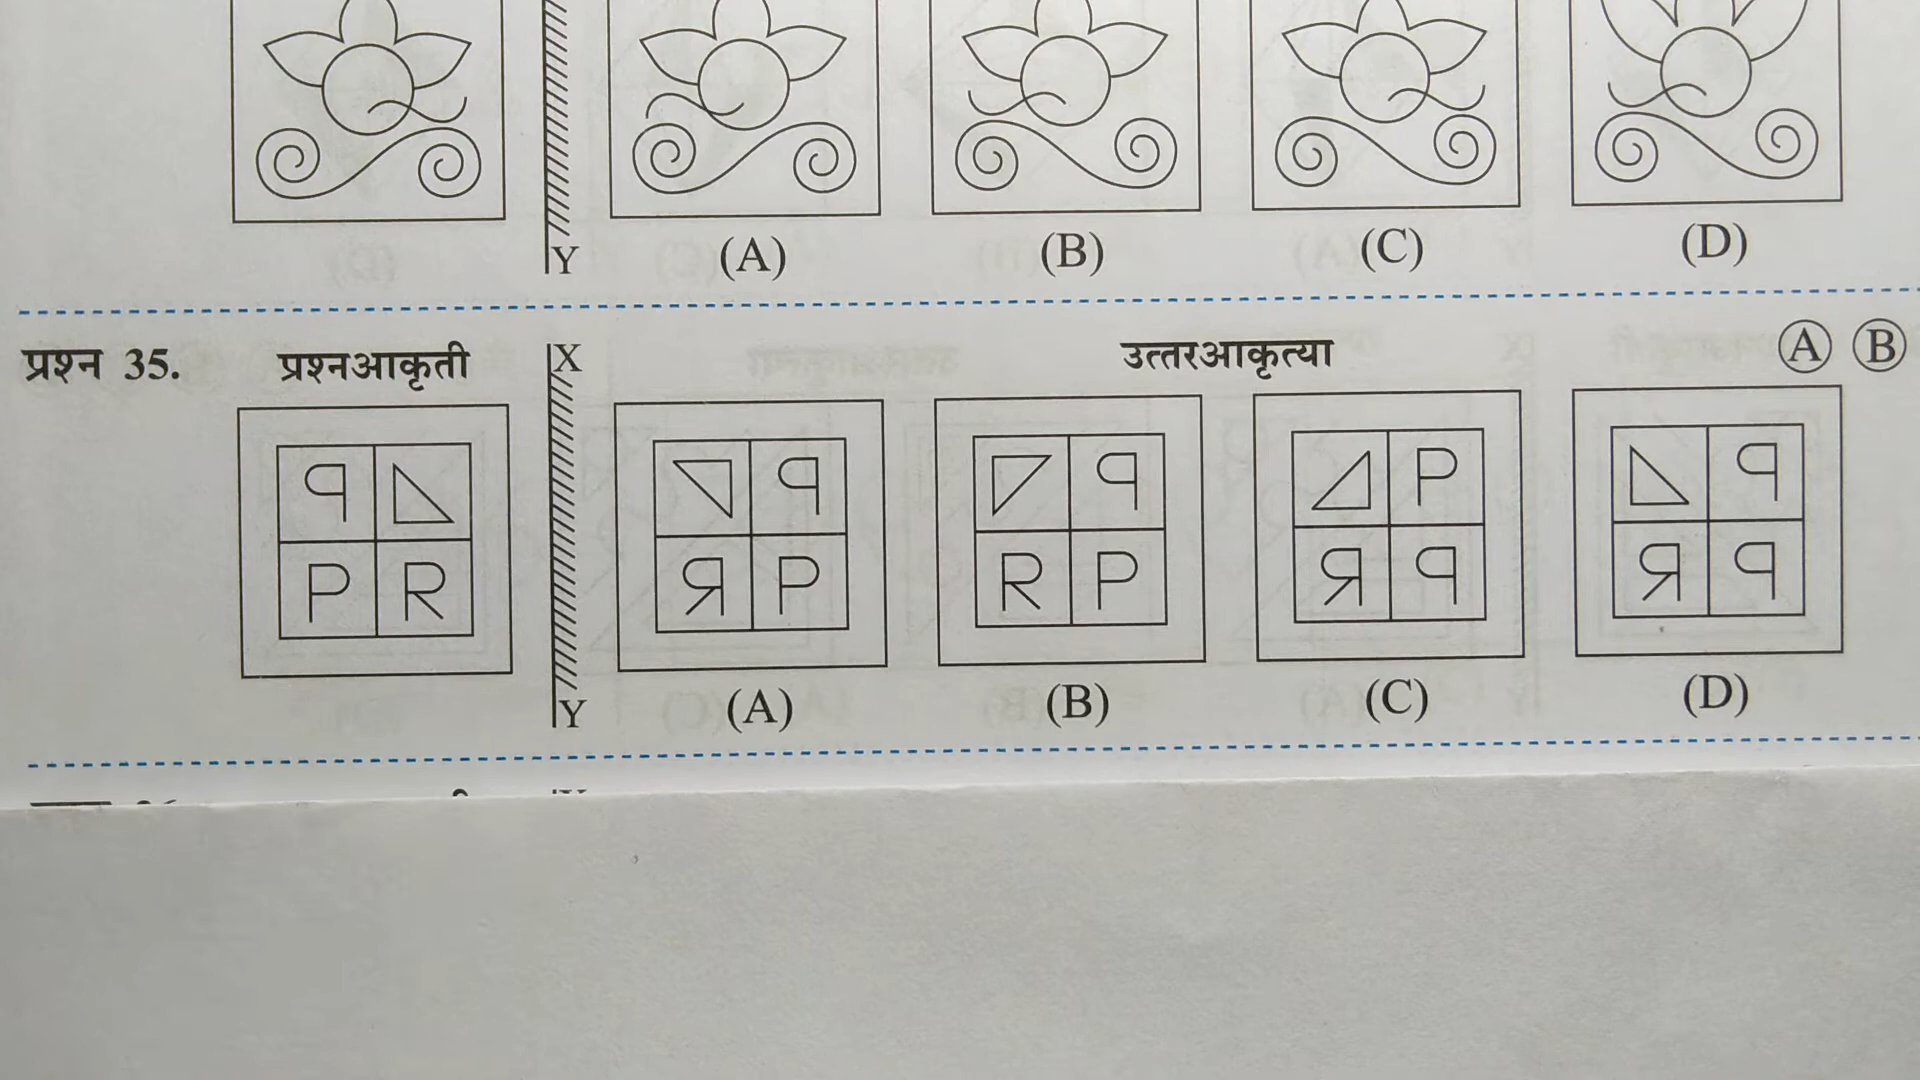 Y
(A) (B) (C) (D)
प्रश्न 35. प्रश्नआकृती X उत्तरआकृत्या A B
ꟼ P
ꟼ ꟼ
P R
Я P
R P
Я ꟼ
Я ꟼ
Y
(A) (B) (C) (D)